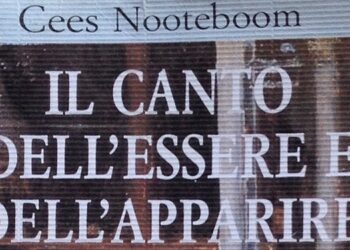 Cees Nooteboom
IL CANTO
DELL'ESSERE E
DELL'APPARIRE